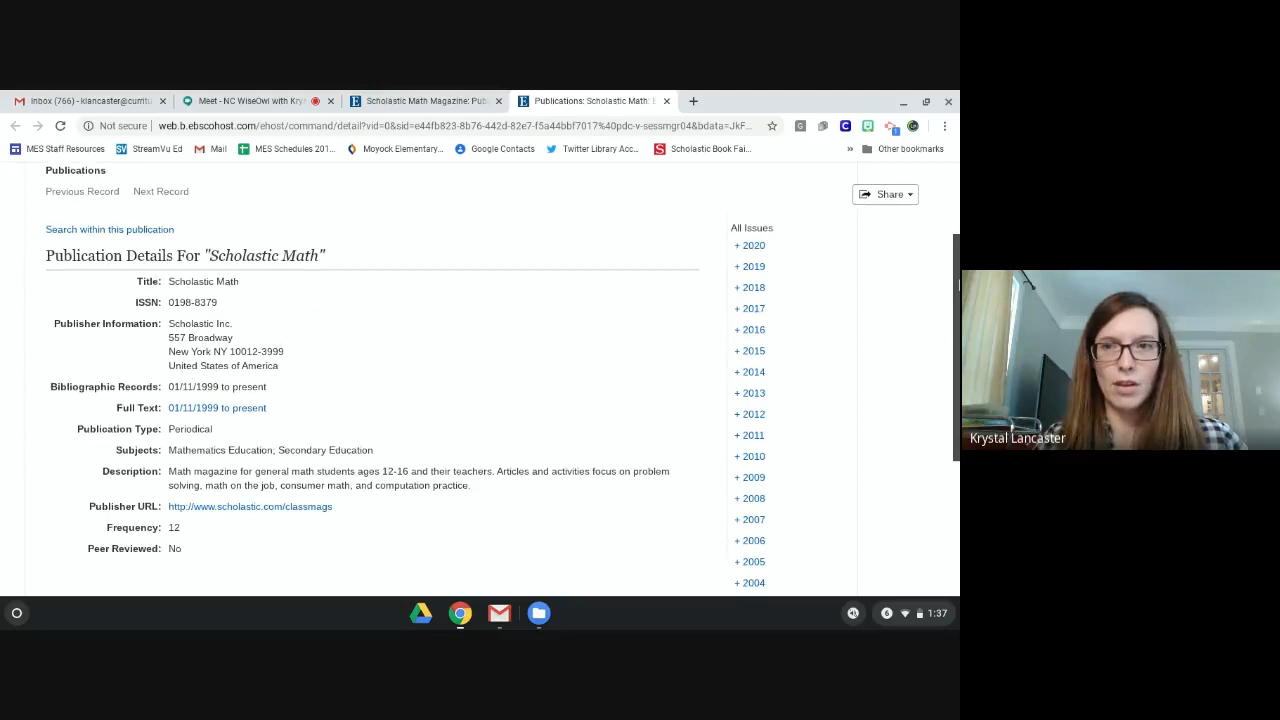 Inbox (766) - klancaster@curritu
Meet - NC WiseOwl with Krys
Scholastic Math Magazine: Pub
Publications: Scholastic Math: E
Not secure
web.b.ebscohost.com/ehost/command/detail?vid=0&sid=e44fb823-8b76-442d-82e7-f5a44bbf7017%40pdc-v-sessmgr04&bdata=JkF...
MES Staff Resources
StreamVu Ed
Mail
MES Schedules 201...
Moyock Elementary...
Google Contacts
Twitter Library Acc...
Scholastic Book Fai...
» Other bookmarks
Publications
Previous Record Next Record
Share
Search within this publication
Publication Details For "Scholastic Math"
Title: Scholastic Math
ISSN: 0198-8379
Publisher Information: Scholastic Inc.
557 Broadway
New York NY 10012-3999
United States of America
Bibliographic Records: 01/11/1999 to present
Full Text: 01/11/1999 to present
Publication Type: Periodical
Subjects: Mathematics Education; Secondary Education
Description: Math magazine for general math students ages 12-16 and their teachers. Articles and activities focus on problem
solving, math on the job, consumer math, and computation practice.
Publisher URL: http://www.scholastic.com/classmags
Frequency: 12
Peer Reviewed: No
All Issues
+ 2020
+ 2019
+ 2018
+ 2017
+ 2016
+ 2015
+ 2014
+ 2013
+ 2012
+ 2011
+ 2010
+ 2009
+ 2008
+ 2007
+ 2006
+ 2005
+ 2004
6
1:37
Krystal Lancaster